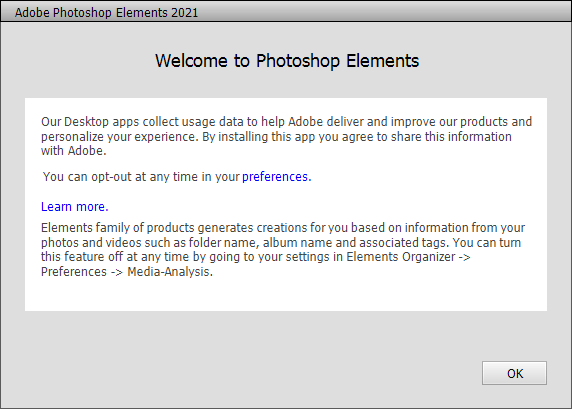 Adobe Photoshop Elements 2021
Welcome to Photoshop Elements
Our Desktop apps collect usage data to help Adobe deliver and improve our products and
personalize your experience. By installing this app you agree to share this information
with Adobe.
You can opt-out at any time in your preferences.
Learn more.
Elements family of products generates creations for you based on information from your
photos and videos such as folder name, album name and associated tags. You can turn
this feature off at any time by going to your settings in Elements Organizer ->
Preferences -> Media-Analysis.
OK